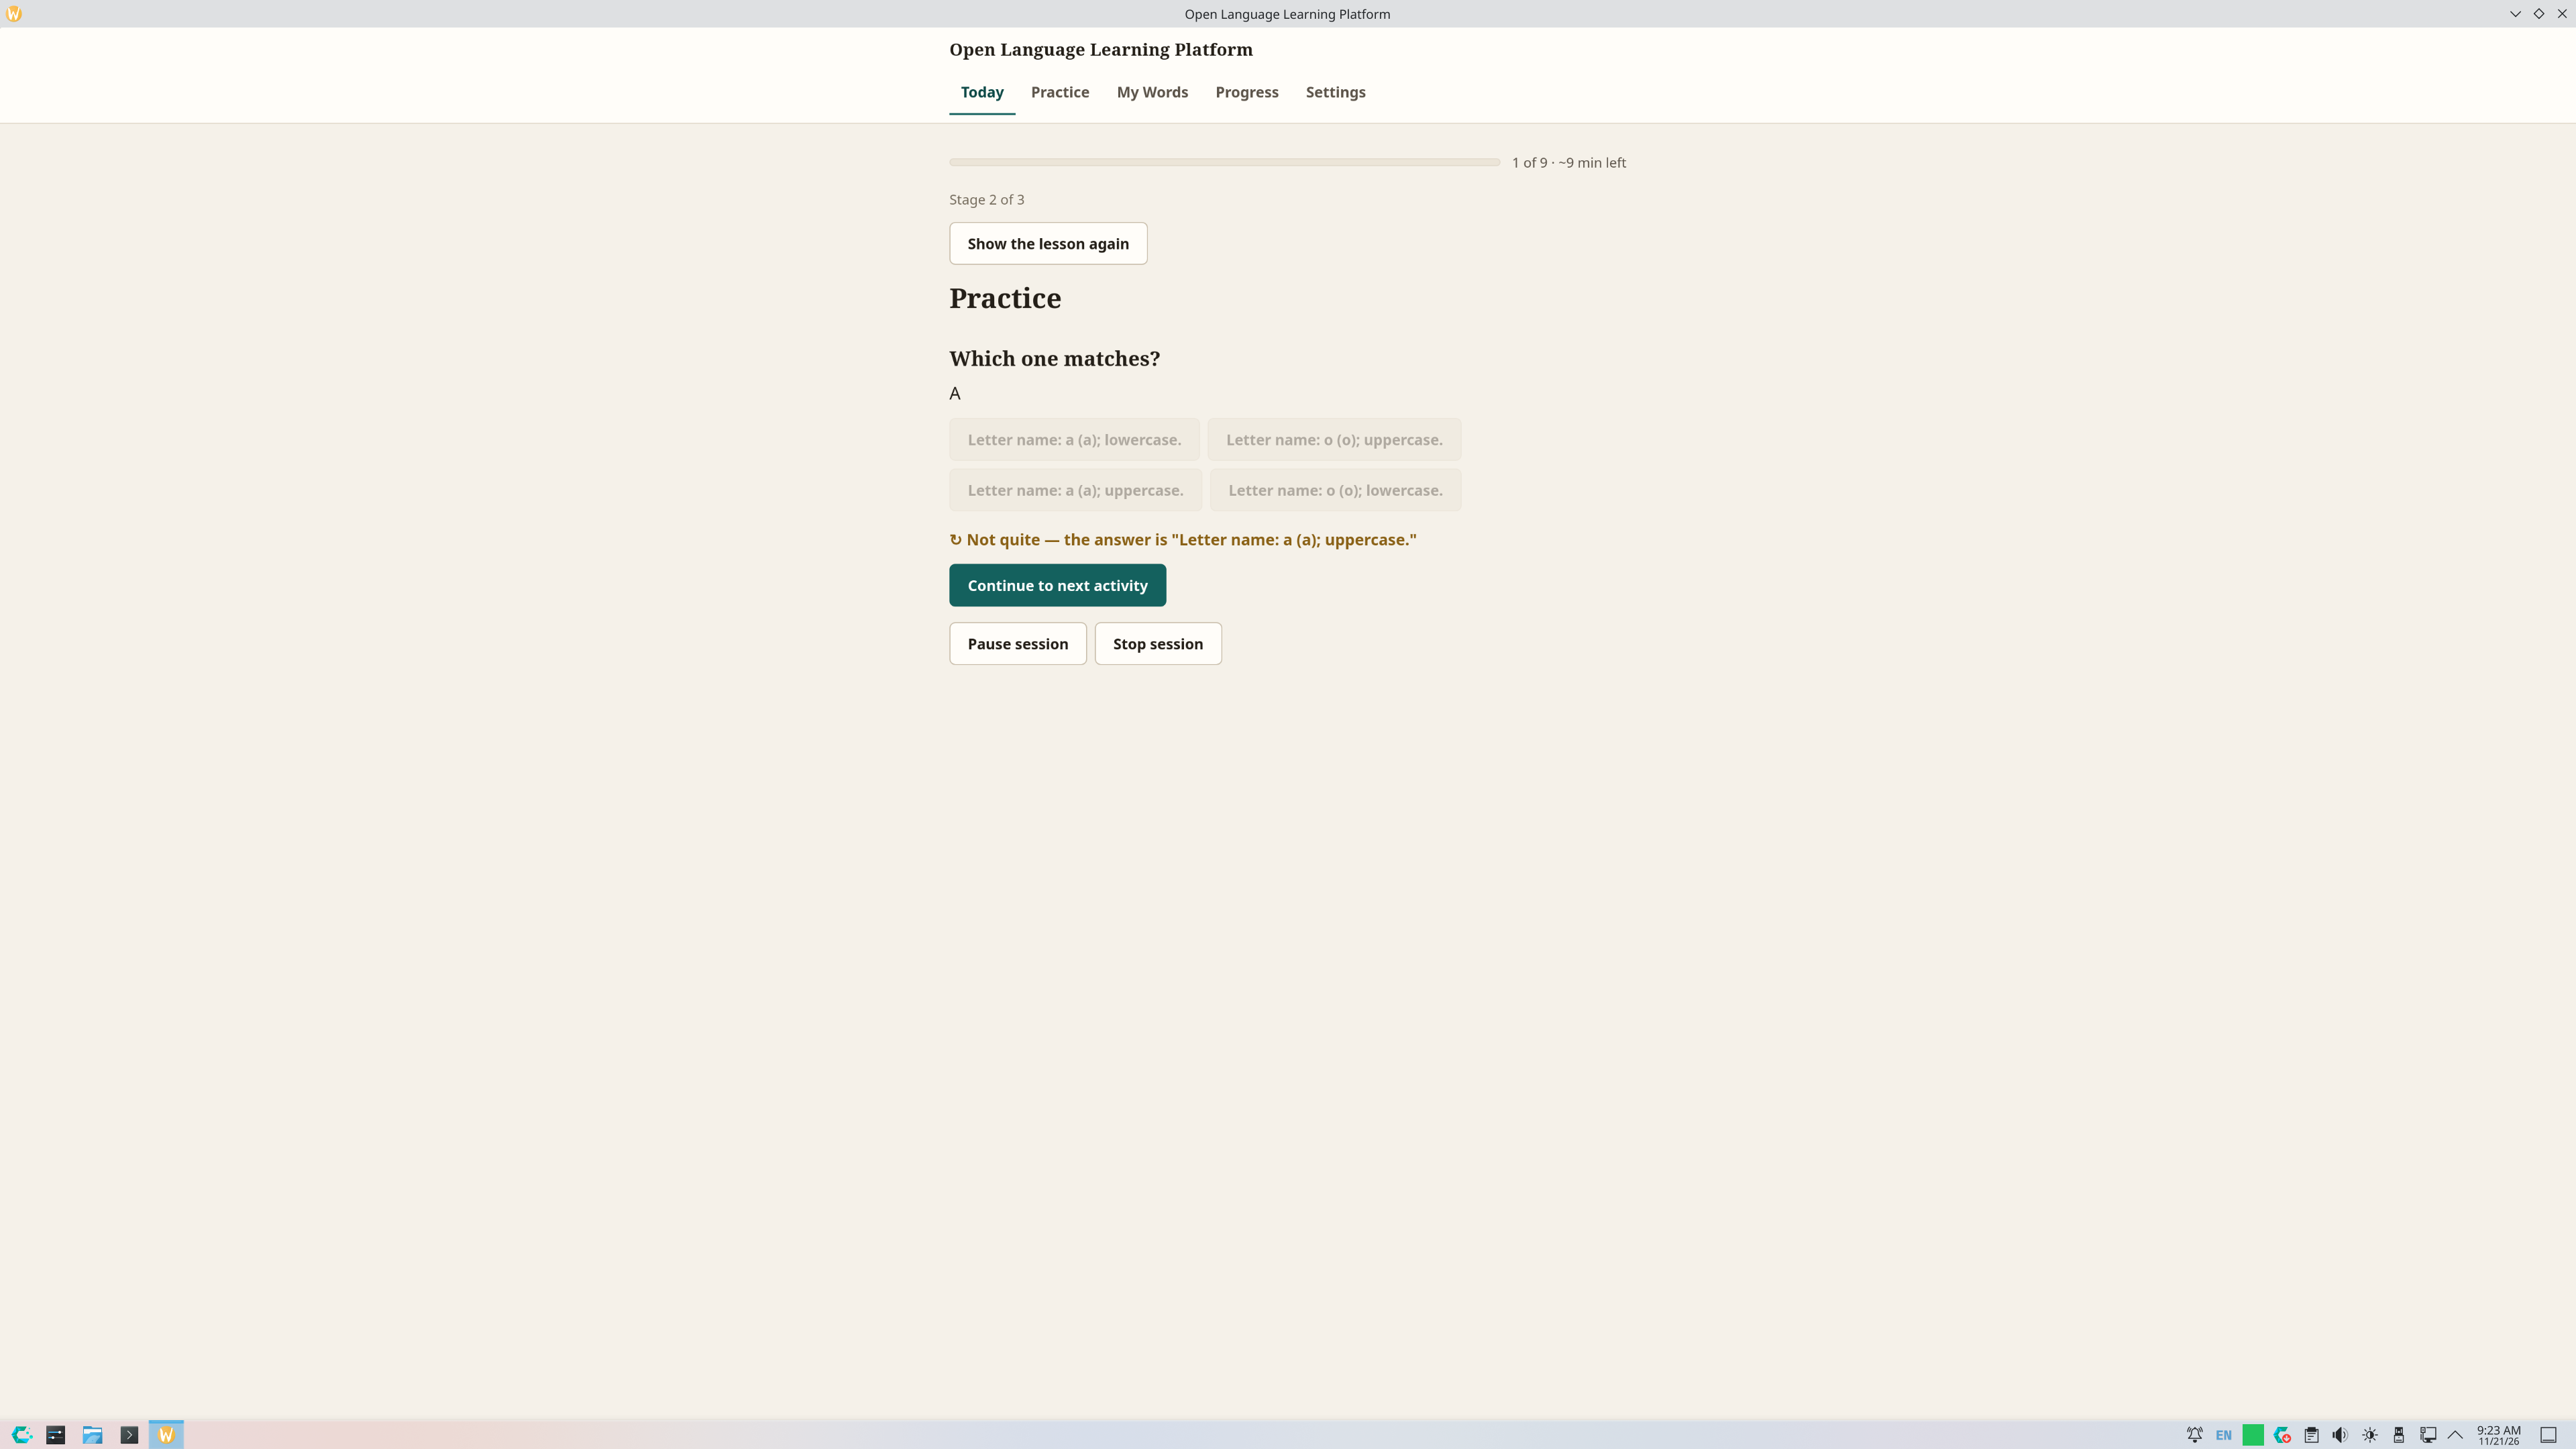 Open Language Learning Platform
Open Language Learning Platform
Today Practice My Words Progress Settings
1 of 9 · ~9 min left
Stage 2 of 3
Show the lesson again
Practice
Which one matches?
A
Letter name: a (a); lowercase. Letter name: o (o); uppercase.
Letter name: a (a); uppercase. Letter name: o (o); lowercase.
↻ Not quite — the answer is "Letter name: a (a); uppercase."
Continue to next activity
Pause session Stop session
EN 9:23 AM
11/21/26